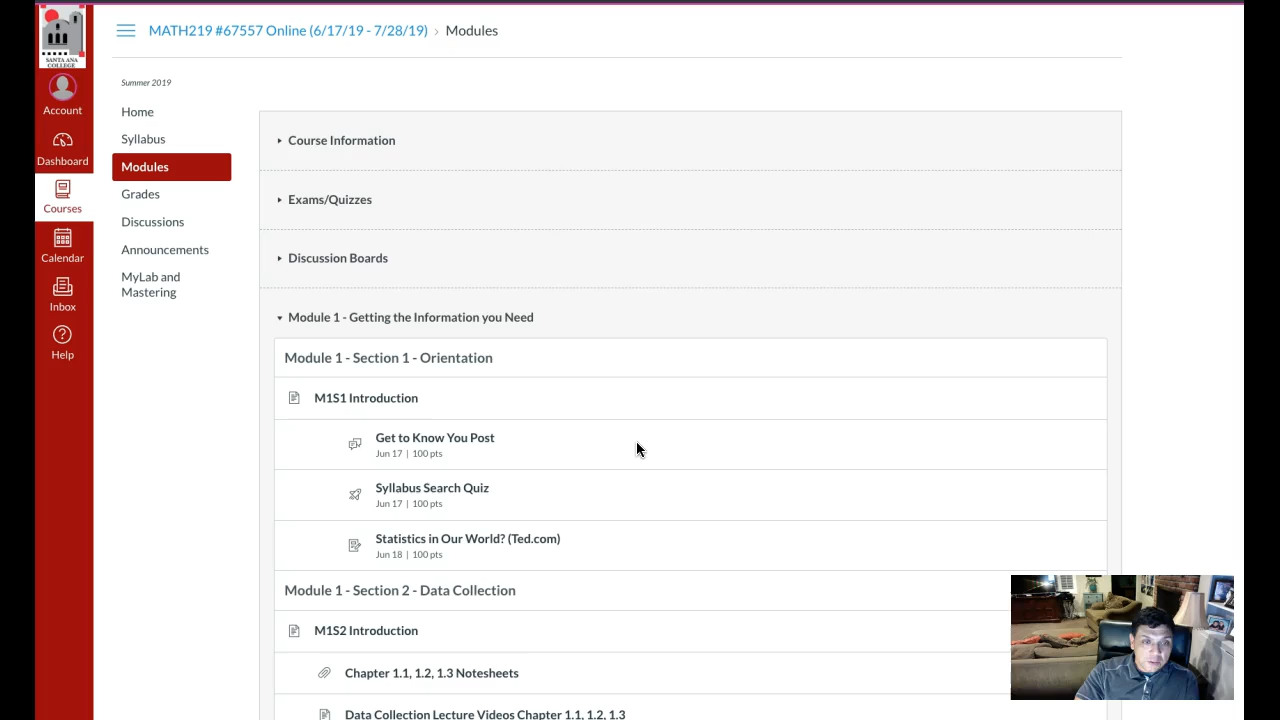 SANTA ANA
COLLEGE
Account
Dashboard
Courses
Calendar
Inbox
Help
MATH219 #67557 Online (6/17/19 - 7/28/19) › Modules
Summer 2019
Home
Syllabus
Modules
Grades
Discussions
Announcements
MyLab and
Mastering
Course Information
Exams/Quizzes
Discussion Boards
Module 1 - Getting the Information you Need
Module 1 - Section 1 - Orientation
M1S1 Introduction
Get to Know You Post
Jun 17 | 100 pts
Syllabus Search Quiz
Jun 17 | 100 pts
Statistics in Our World? (Ted.com)
Jun 18 | 100 pts
Module 1 - Section 2 - Data Collection
M1S2 Introduction
Chapter 1.1, 1.2, 1.3 Notesheets
Data Collection Lecture Videos Chapter 1.1, 1.2, 1.3